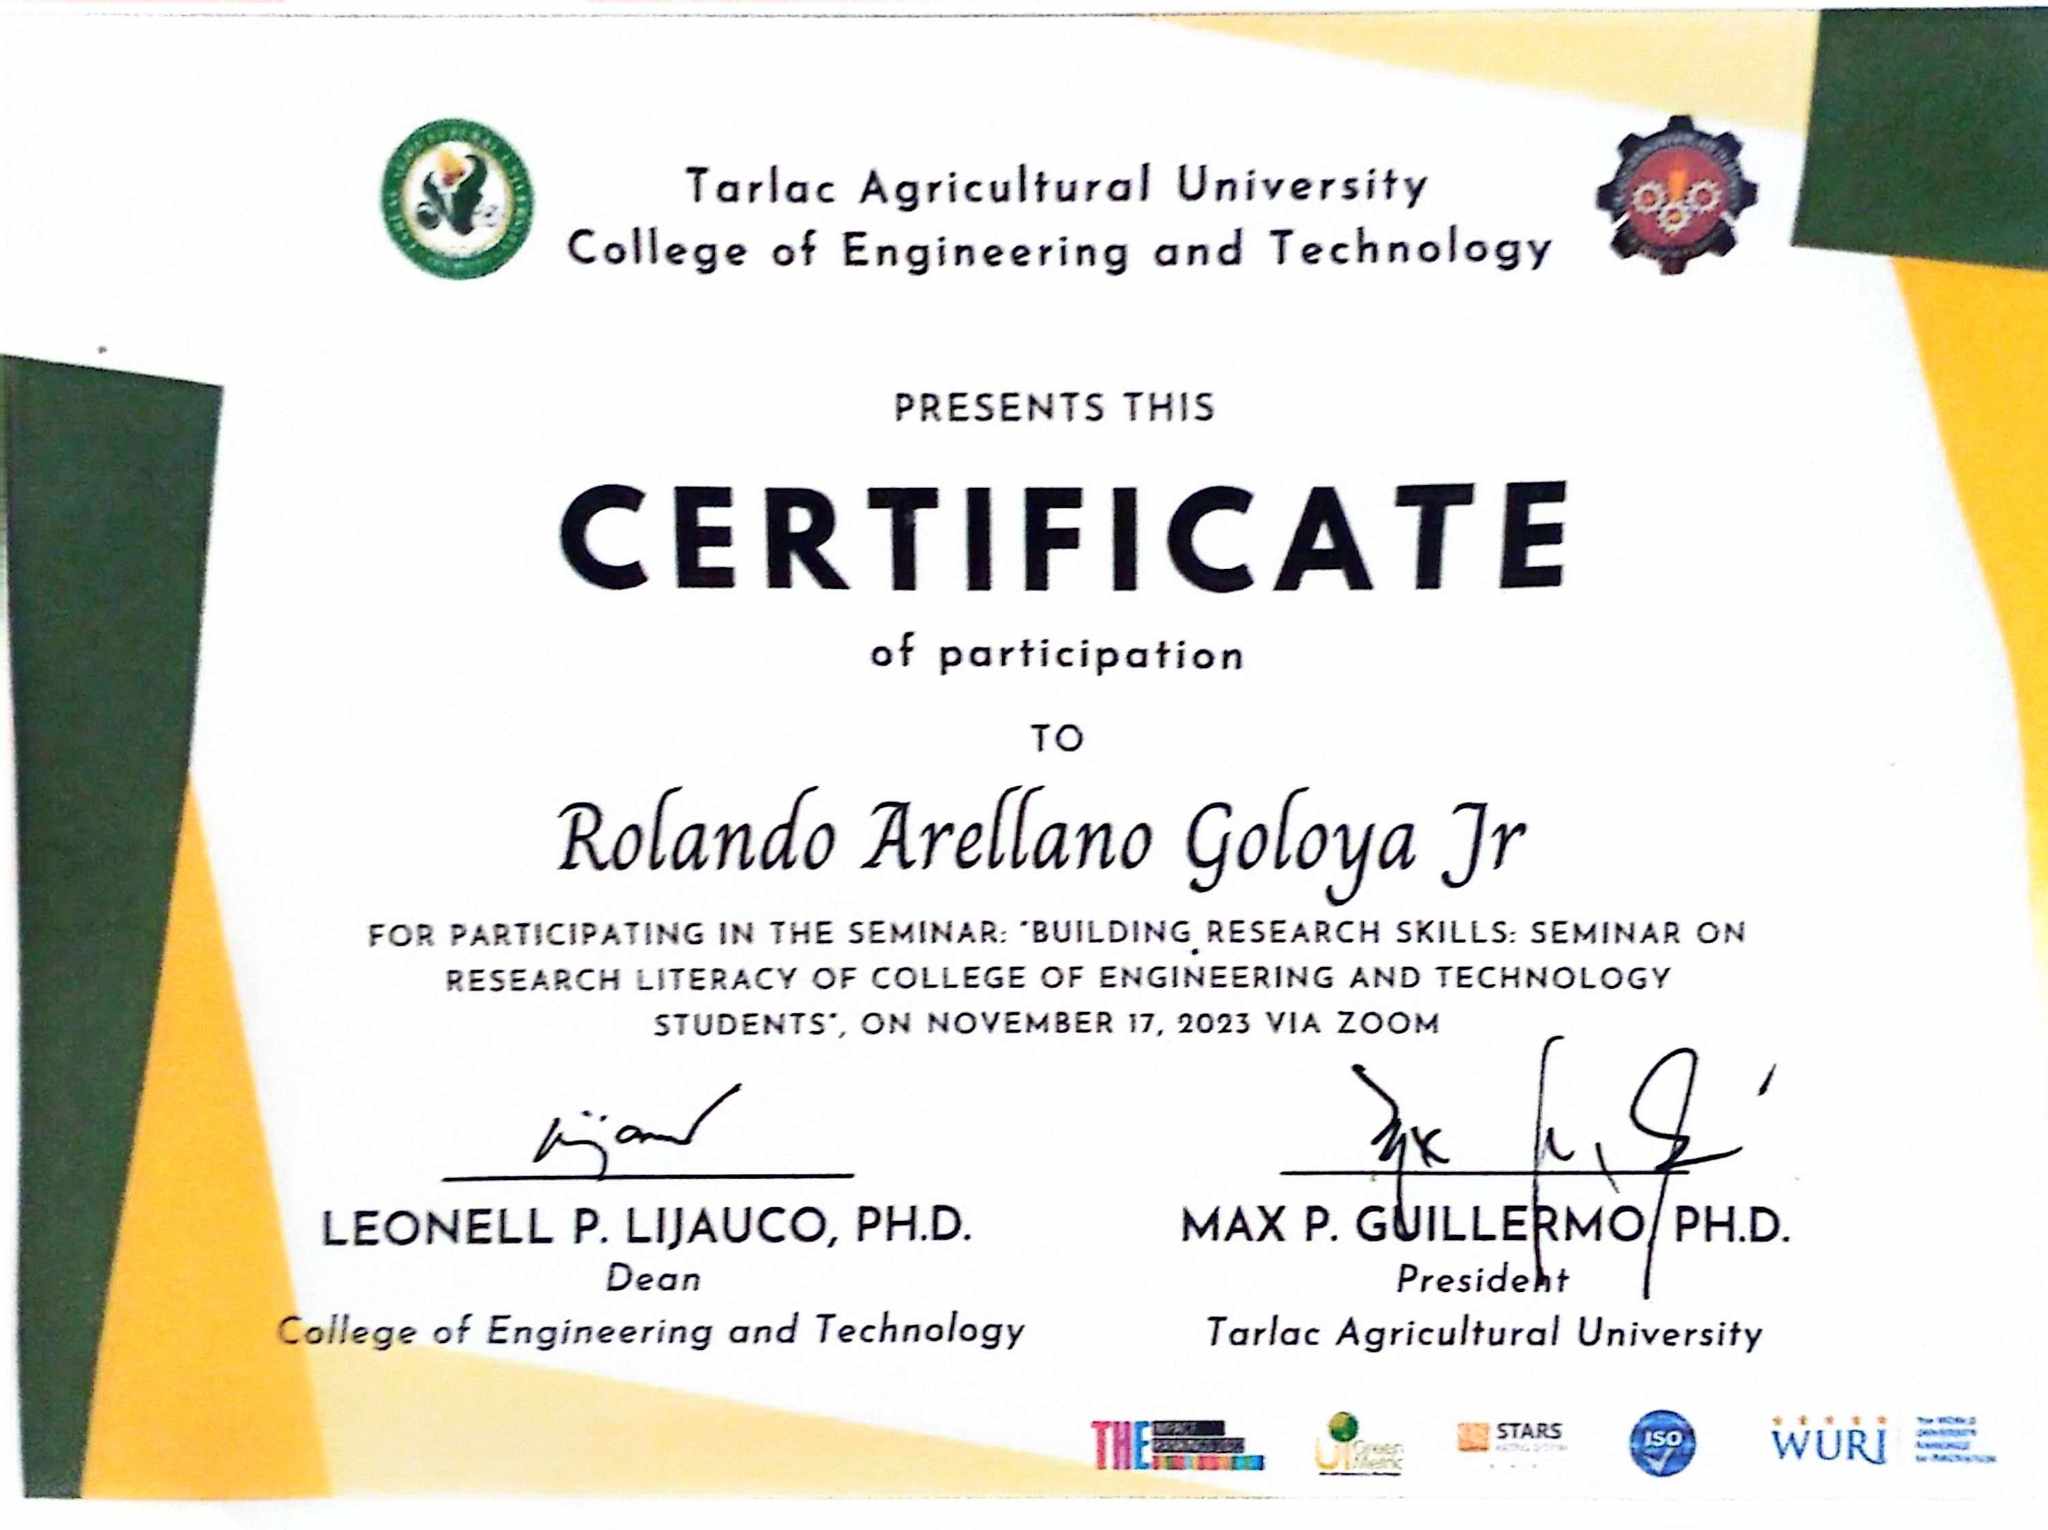 Tarlac Agricultural University
College of Engineering and Technology
PRESENTS THIS
CERTIFICATE
of participation
TO
Rolando Arellano Goloya Jr
FOR PARTICIPATING IN THE SEMINAR: "BUILDING RESEARCH SKILLS: SEMINAR ON
RESEARCH LITERACY OF COLLEGE OF ENGINEERING AND TECHNOLOGY
STUDENTS", ON NOVEMBER 17, 2023 VIA ZOOM
LEONELL P. LIJAUCO, PH.D.
Dean
College of Engineering and Technology
MAX P. GUILLERMO, PH.D.
President
Tarlac Agricultural University
THE
UI Green
Metric
STARS
ISO
WURI